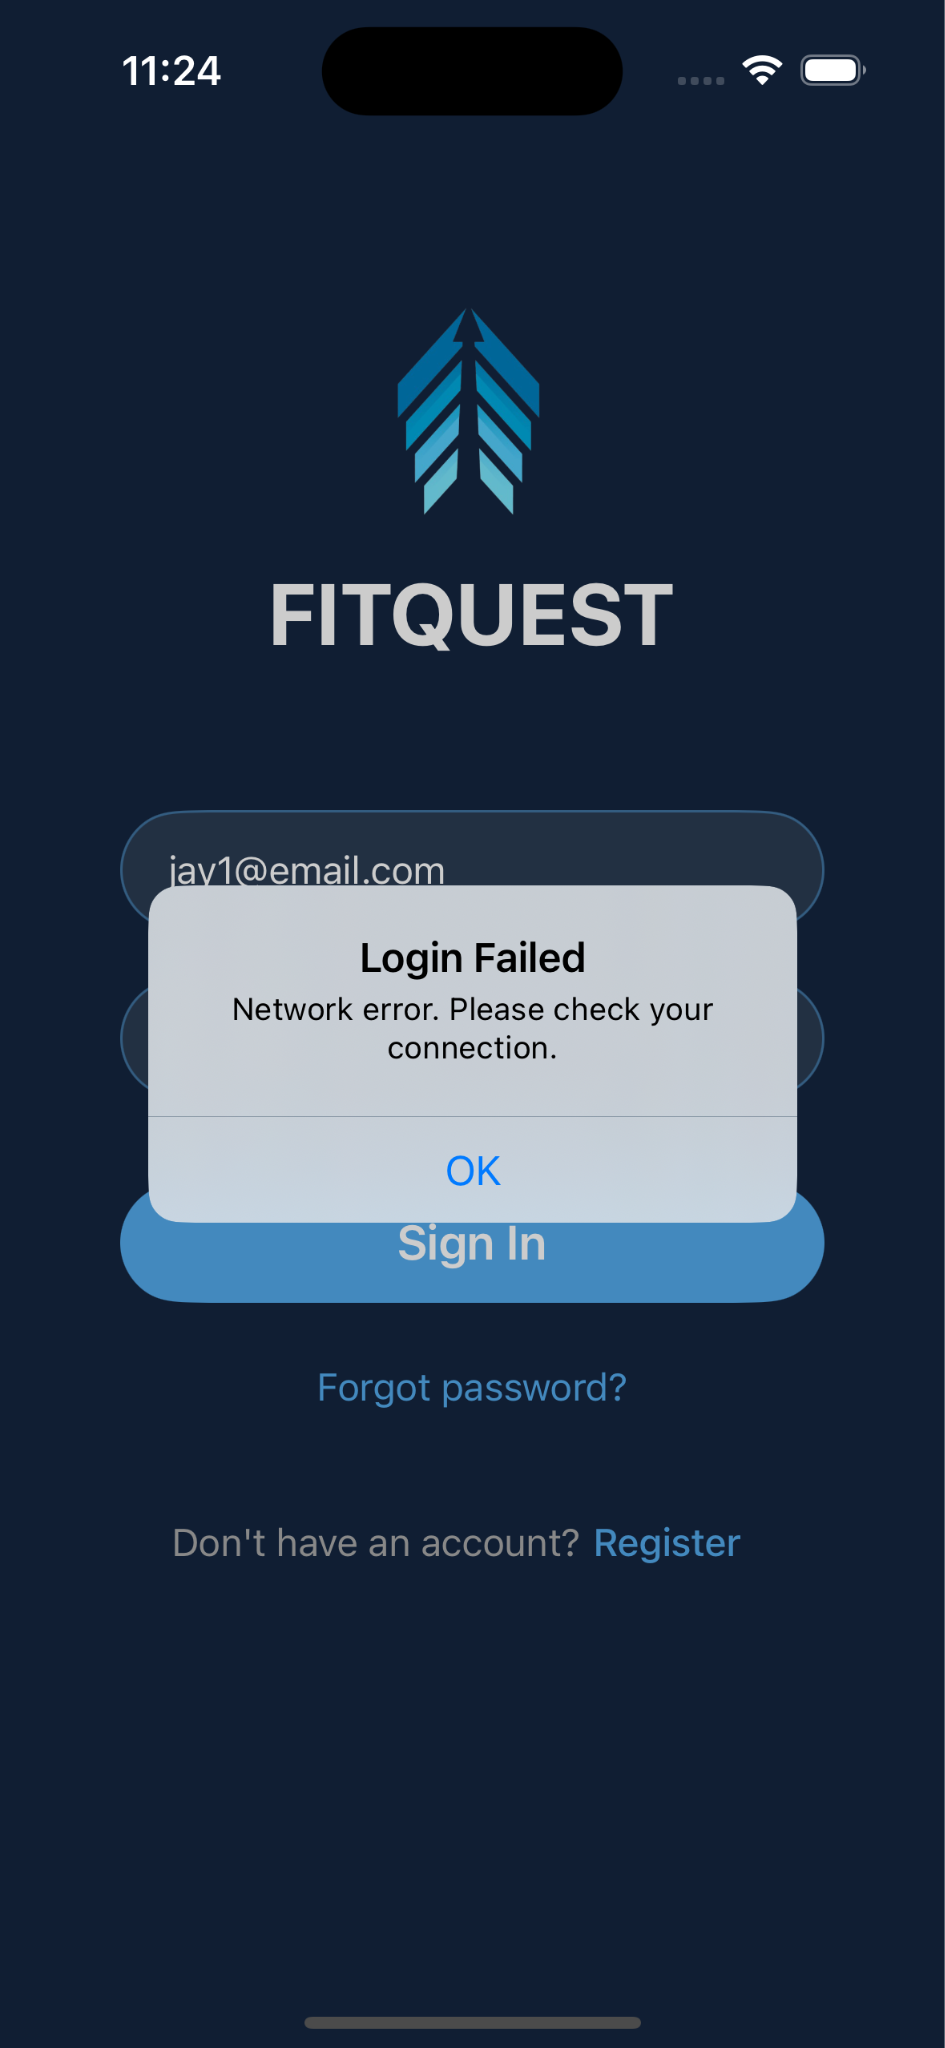 11:24
FITQUEST
jay1@email.com
Login Failed
Network error. Please check your
connection.
OK
Sign In
Forgot password?
Don't have an account? Register